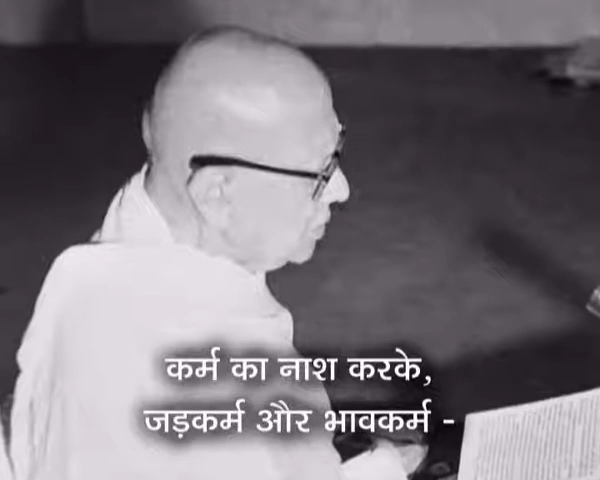 कर्म का नाश करके,
जड़कर्म और भावकर्म -